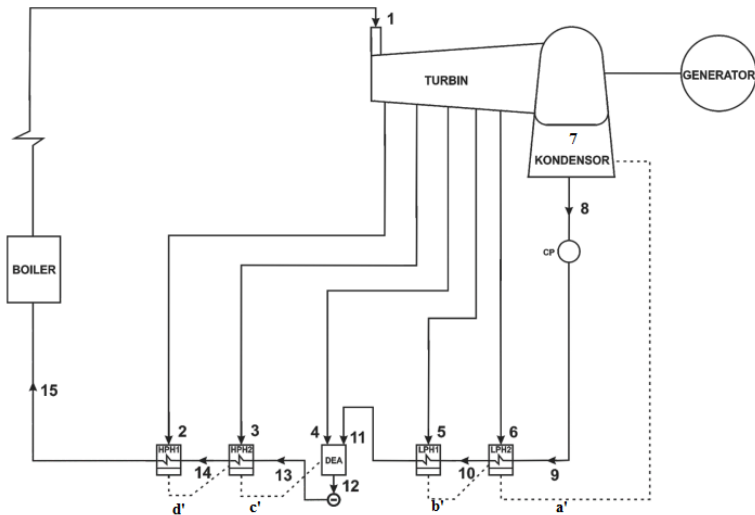 1
TURBIN
GENERATOR
7
KONDENSOR
8
CP
BOILER
15
2
3
4
11
5
6
HPH1
HPH2
DEA
LPH1
LPH2
14
13
12
10
9
d'
c'
b'
a'